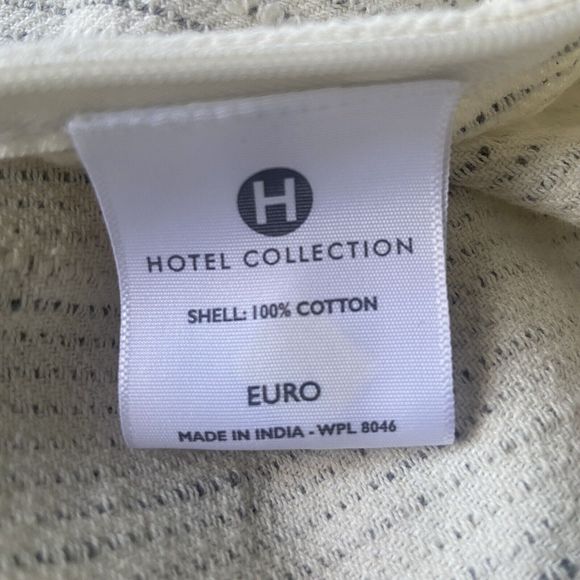 H
HOTEL COLLECTION
SHELL: 100% COTTON
EURO
MADE IN INDIA - WPL 8046